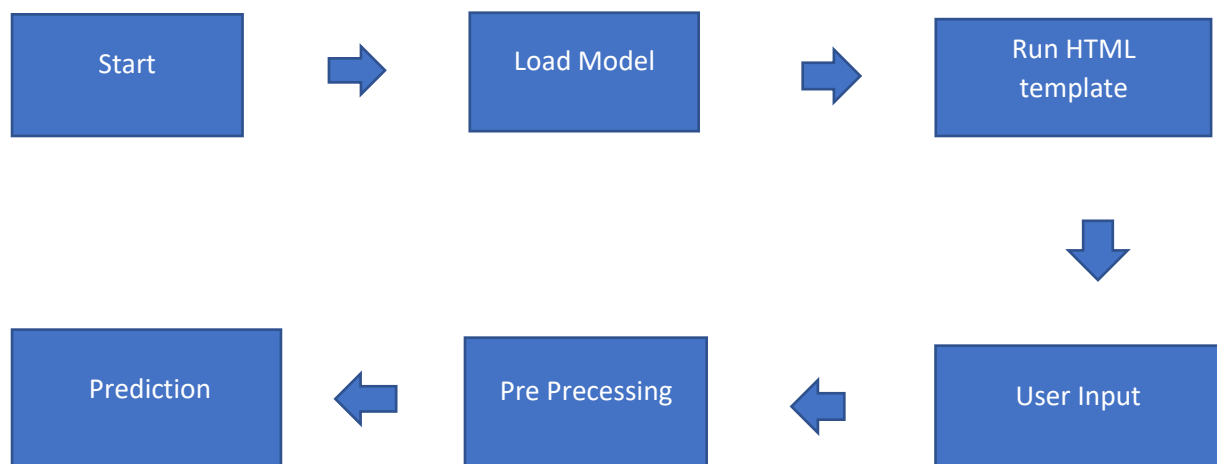 Start
Load Model
Run HTML
template
User Input
Pre Precessing
Prediction